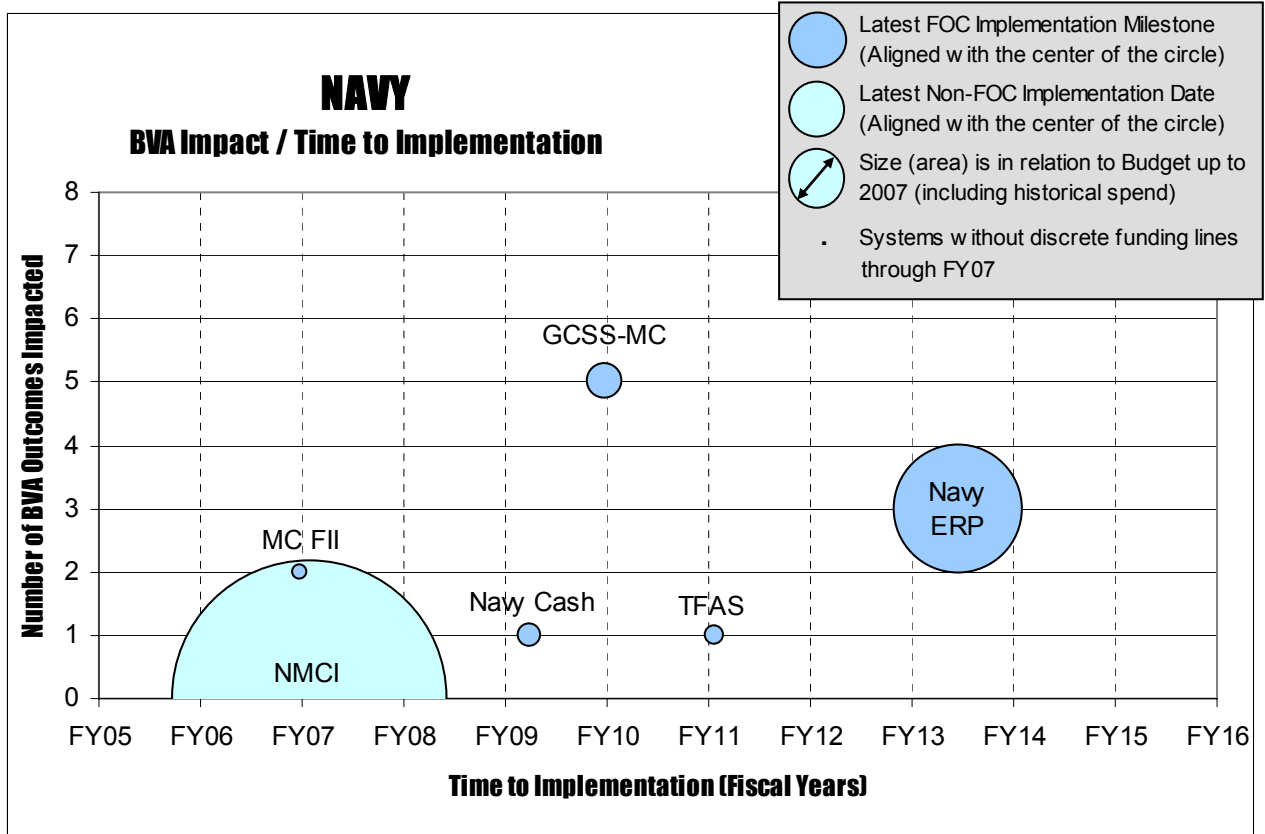 NAVY
BVA Impact / Time to Implementation
Latest FOC Implementation Milestone
(Aligned with the center of the circle)
Latest Non-FOC Implementation Date
(Aligned with the center of the circle)
Size (area) is in relation to Budget up to
2007 (including historical spend)
Systems without discrete funding lines
through FY07
Number of BVA Outcomes Impacted
8
7
6
5
4
3
2
1
0
GCSS-MC
Navy
ERP
MC FII
Navy Cash
TFAS
NMCI
FY05 FY06 FY07 FY08 FY09 FY10 FY11 FY12 FY13 FY14 FY15 FY16
Time to Implementation (Fiscal Years)